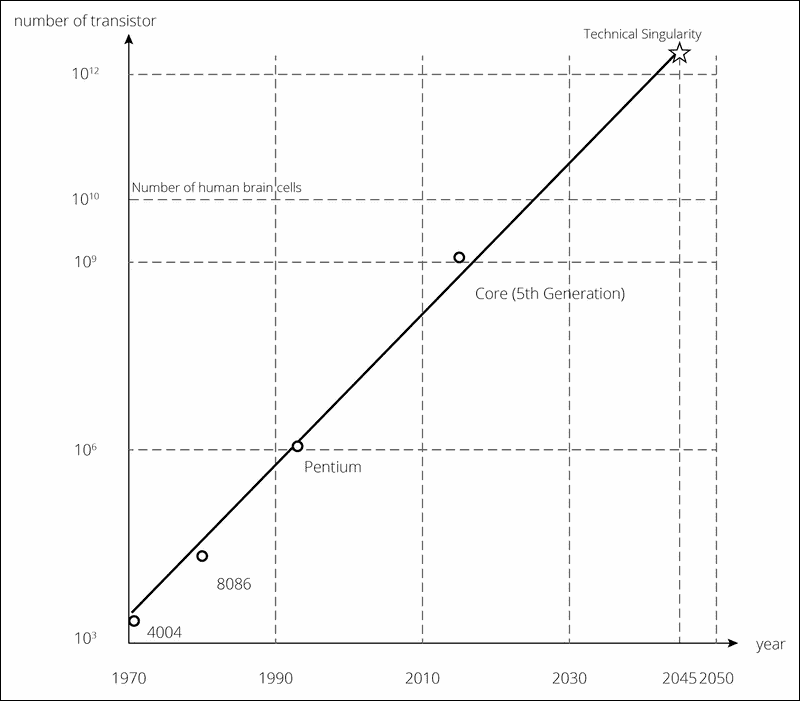 number of transistor
Technical Singularity
10¹²
Number of human brain cells
10¹⁰
10⁹
Core (5th Generation)
10⁶
Pentium
8086
4004
10³
year
1970 1990 2010 2030 2045 2050